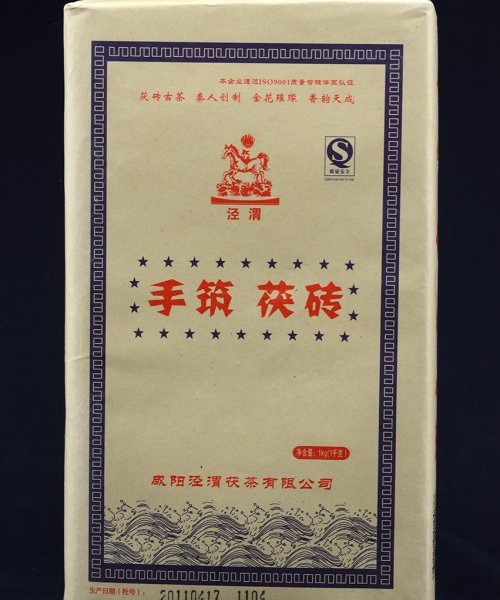 本企业通过ISO9001质量管理体系认证
茯砖古茶 秦人创制 金花璀璨 香韵天成
质量安全
泾渭
手筑 茯砖
净含量：1kg(1千克)
咸阳泾渭茯茶有限公司
生产日期（批号）： 20110617 1104